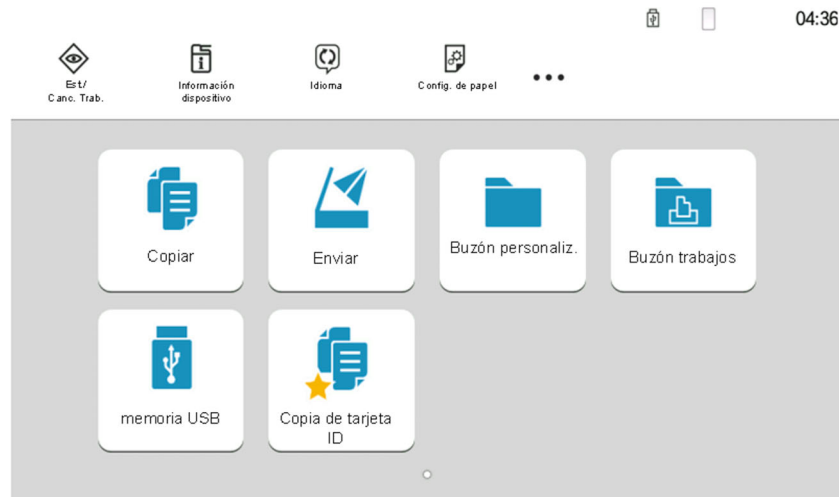 04:36
Est/
Canc. Trab.
Información
dispositivo
Idioma
Config. de papel
Copiar
Enviar
Buzón personaliz.
Buzón trabajos
memoria USB
Copia de tarjeta
ID